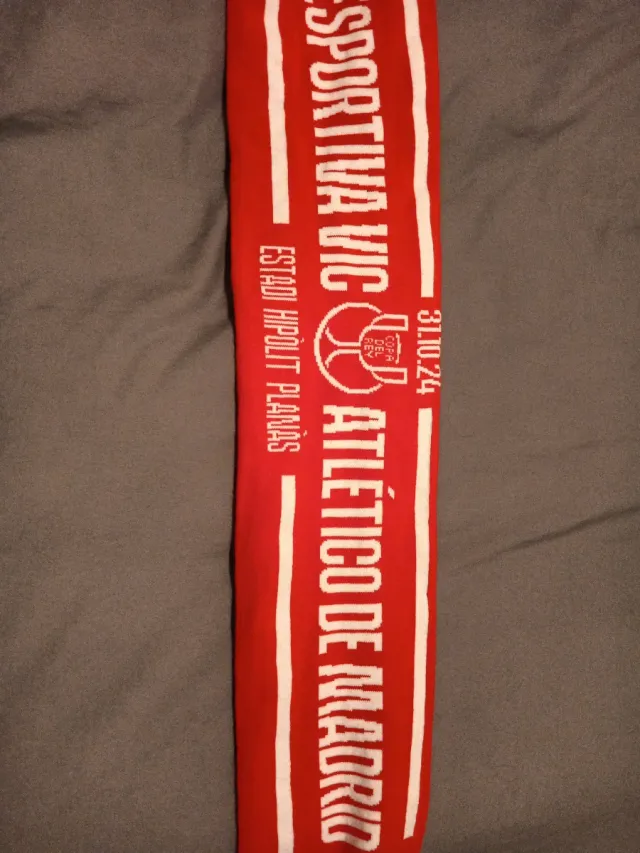 31.10.24
ESPORTIVA VIC
COPA
DEL
REY
ATLÉTICO DE MADRID
ESTADI HIPÒLIT PLANÀS